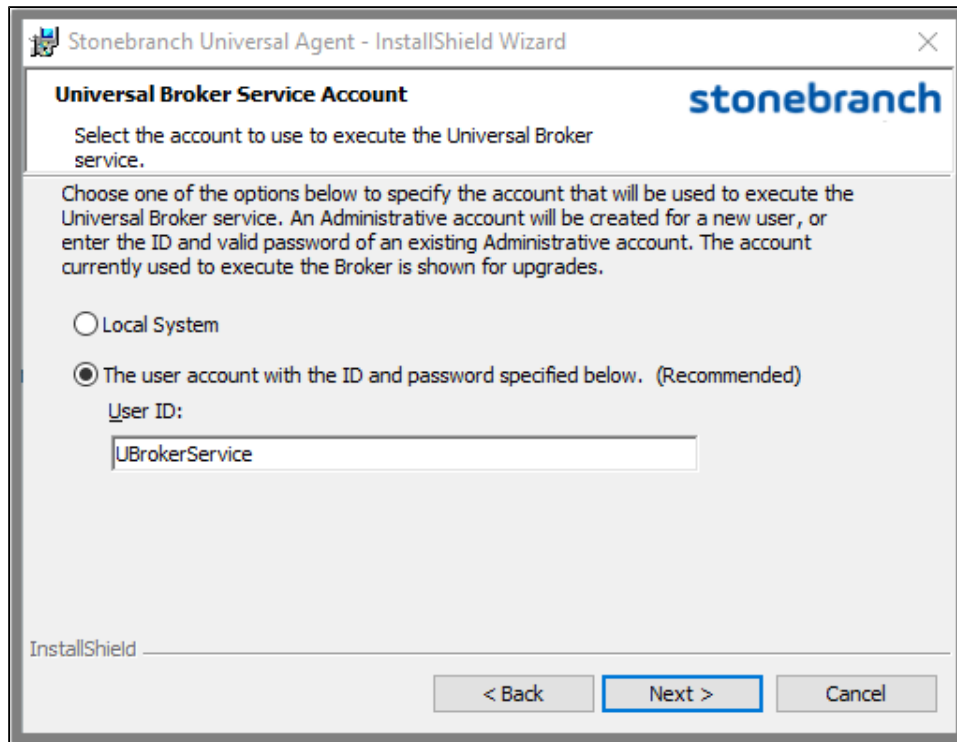 Stonebranch Universal Agent - InstallShield Wizard
Universal Broker Service Account
stonebranch
Select the account to use to execute the Universal Broker
service.
Choose one of the options below to specify the account that will be used to execute the
Universal Broker service. An Administrative account will be created for a new user, or
enter the ID and valid password of an existing Administrative account. The account
currently used to execute the Broker is shown for upgrades.
Local System
The user account with the ID and password specified below. (Recommended)
User ID:
UBrokerService
InstallShield
< Back Next > Cancel